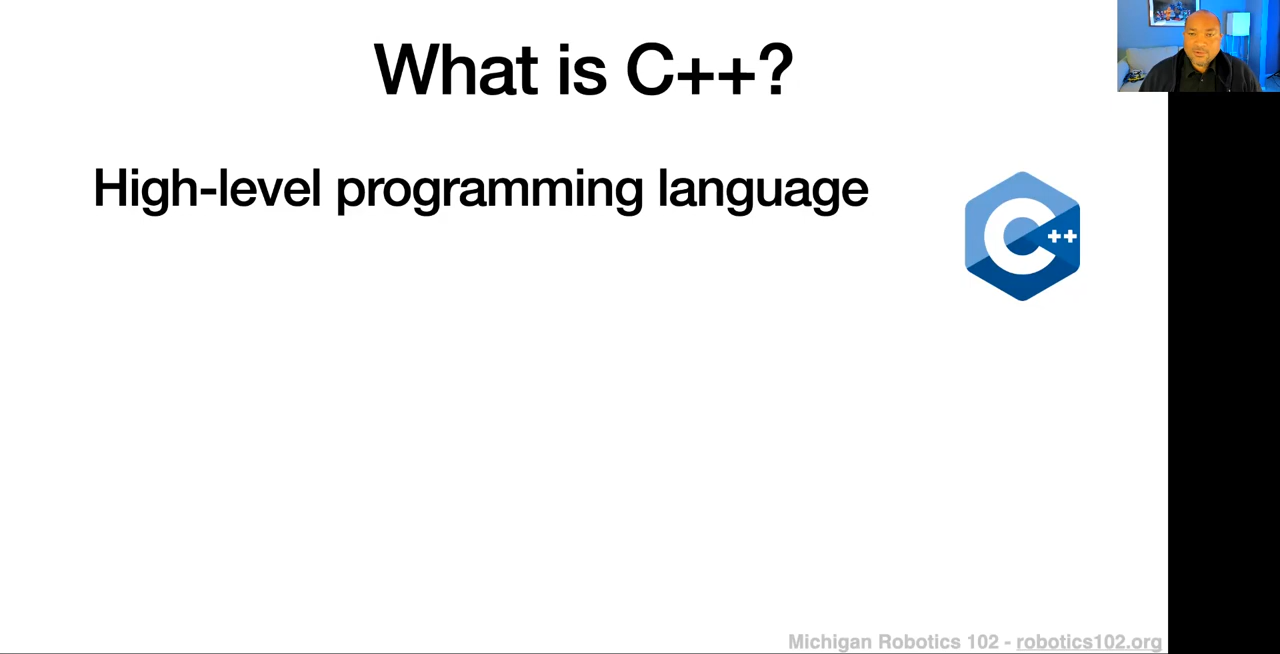 What is C++?
High-level programming language
C++
Michigan Robotics 102 - robotics102.org